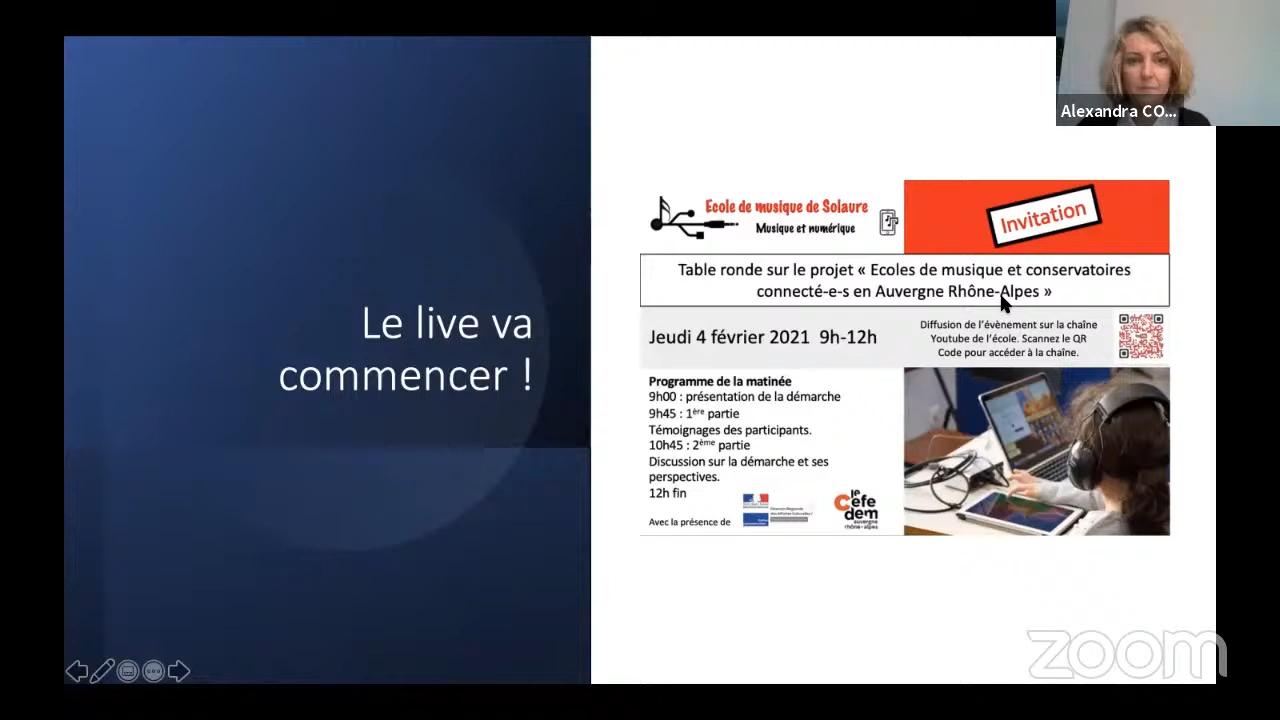 Alexandra CO...
Le live va
commencer !
Ecole de musique de Solaure
Musique et numérique
Invitation
Table ronde sur le projet « Ecoles de musique et conservatoires
connecté-e-s en Auvergne Rhône-Alpes »
Jeudi 4 février 2021 9h-12h
Diffusion de l'évènement sur la chaîne
Youtube de l'école. Scannez le QR
Code pour accéder à la chaîne.
Programme de la matinée
9h00 : présentation de la démarche
9h45 : 1ère partie
Témoignages des participants.
10h45 : 2ème partie
Discussion sur la démarche et ses
perspectives.
12h fin
Avec la présence de
le
Cefe
dem
auvergne
rhône-alpes
zoom